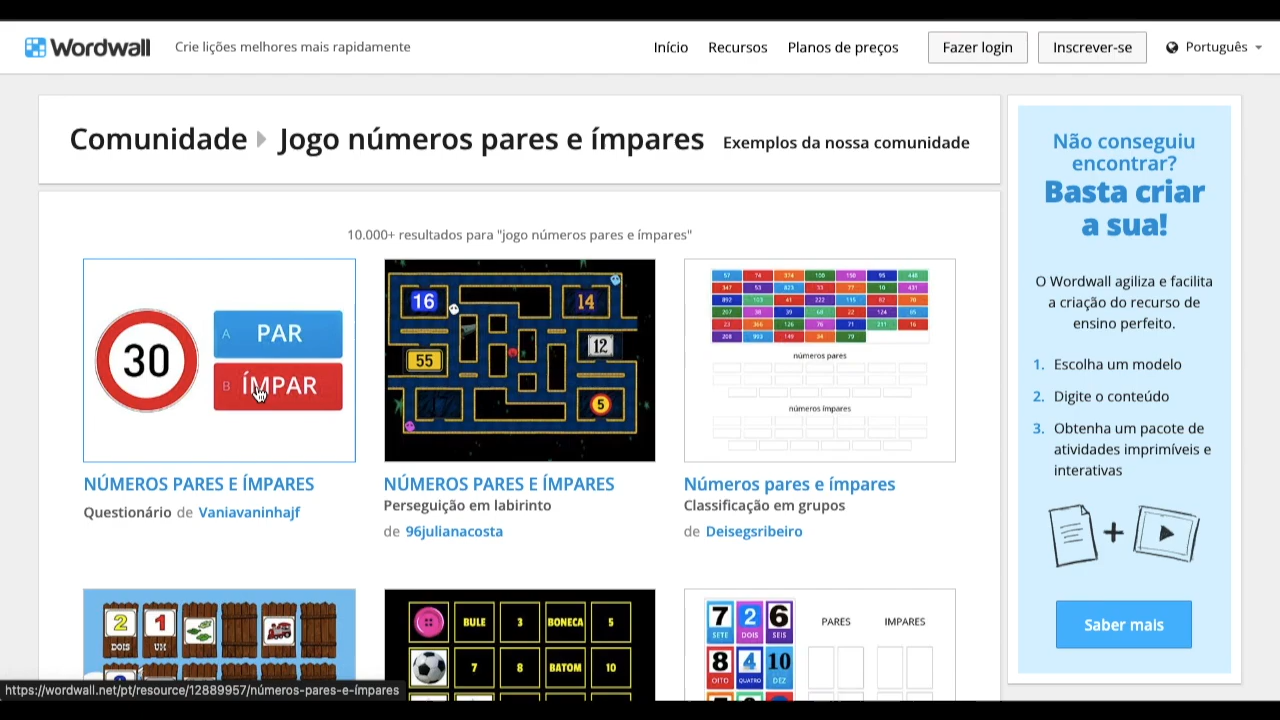 Wordwall
Crie lições melhores mais rapidamente
Início
Recursos
Planos de preços
Fazer login
Inscrever-se
Português
Comunidade
Jogo números pares e ímpares
Exemplos da nossa comunidade
10.000+ resultados para "jogo números pares e ímpares"
30
A PAR
B ÍMPAR
NÚMEROS PARES E ÍMPARES
Questionário de Vaniavaninhajf
16
14
12
55
5
NÚMEROS PARES E ÍMPARES
Perseguição em labirinto
de 96julianacosta
números pares
números ímpares
Números pares e ímpares
Classificação em grupos
de Deisegsribeiro
2 1
DOIS
BULE 3 BONECA 5
7 8 BATOM 10
7 2 6
SETE DOIS SEIS
8 4 10
OITO QUATRO DEZ
PARES IMPARES
Não conseguiu
encontrar?
Basta criar
a sua!
O Wordwall agiliza e facilita
a criação do recurso de
ensino perfeito.
1. Escolha um modelo
2. Digite o conteúdo
3. Obtenha um pacote de
atividades imprimíveis e
interativas
Saber mais
https://wordwall.net/pt/resource/12889957/números-pares-e-ímpares